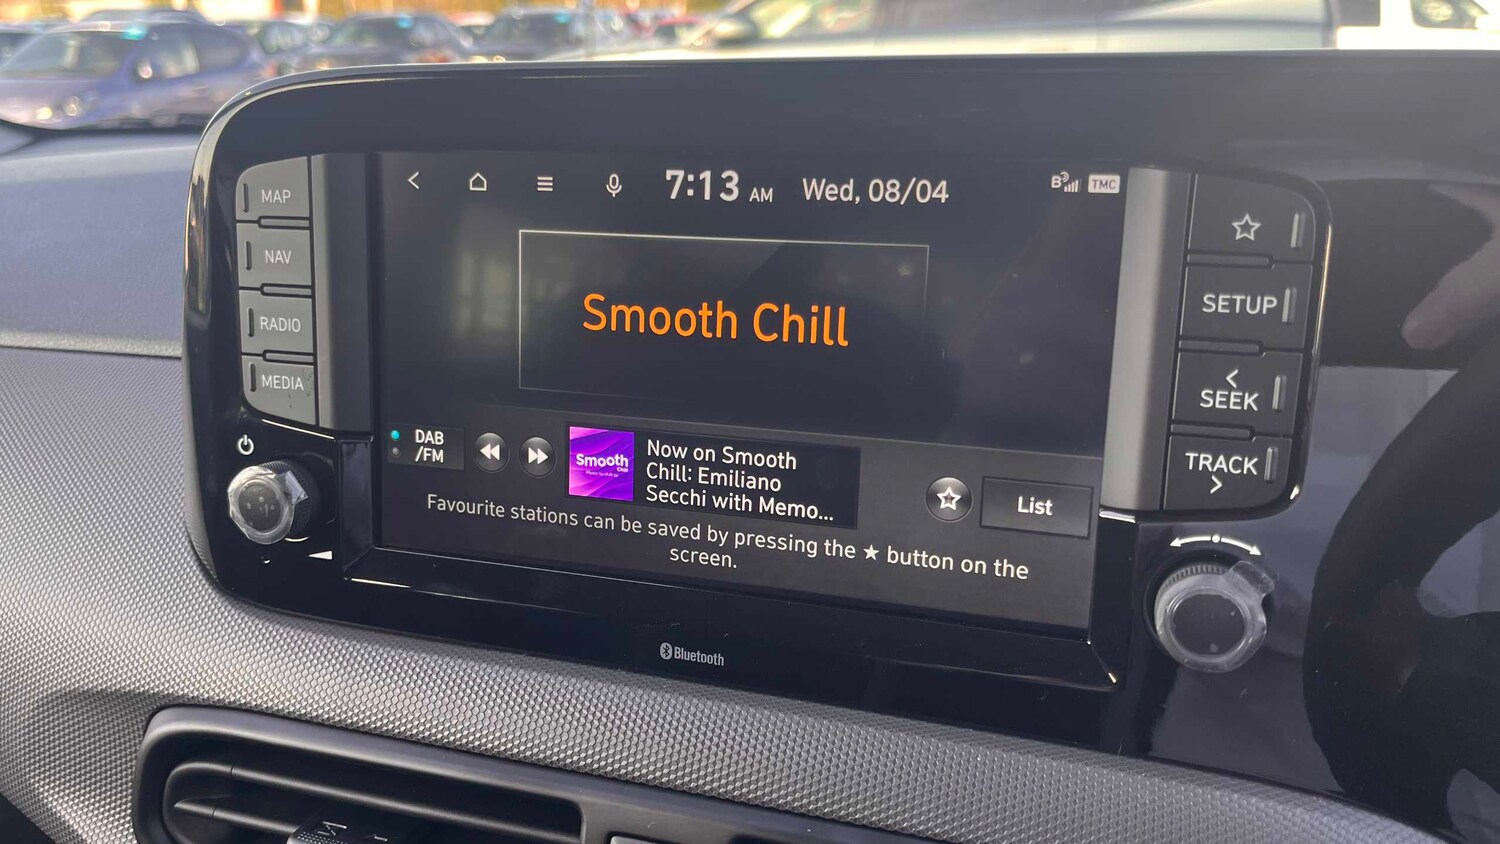 7:13 AM Wed, 08/04
B TMC
MAP
NAV
RADIO
MEDIA
Smooth Chill
DAB
/FM
Smooth
Chill
Now on Smooth
Chill: Emiliano
Secchi with Memo...
List
Favourite stations can be saved by pressing the ★ button on the
screen.
SETUP
< SEEK
TRACK >
Bluetooth